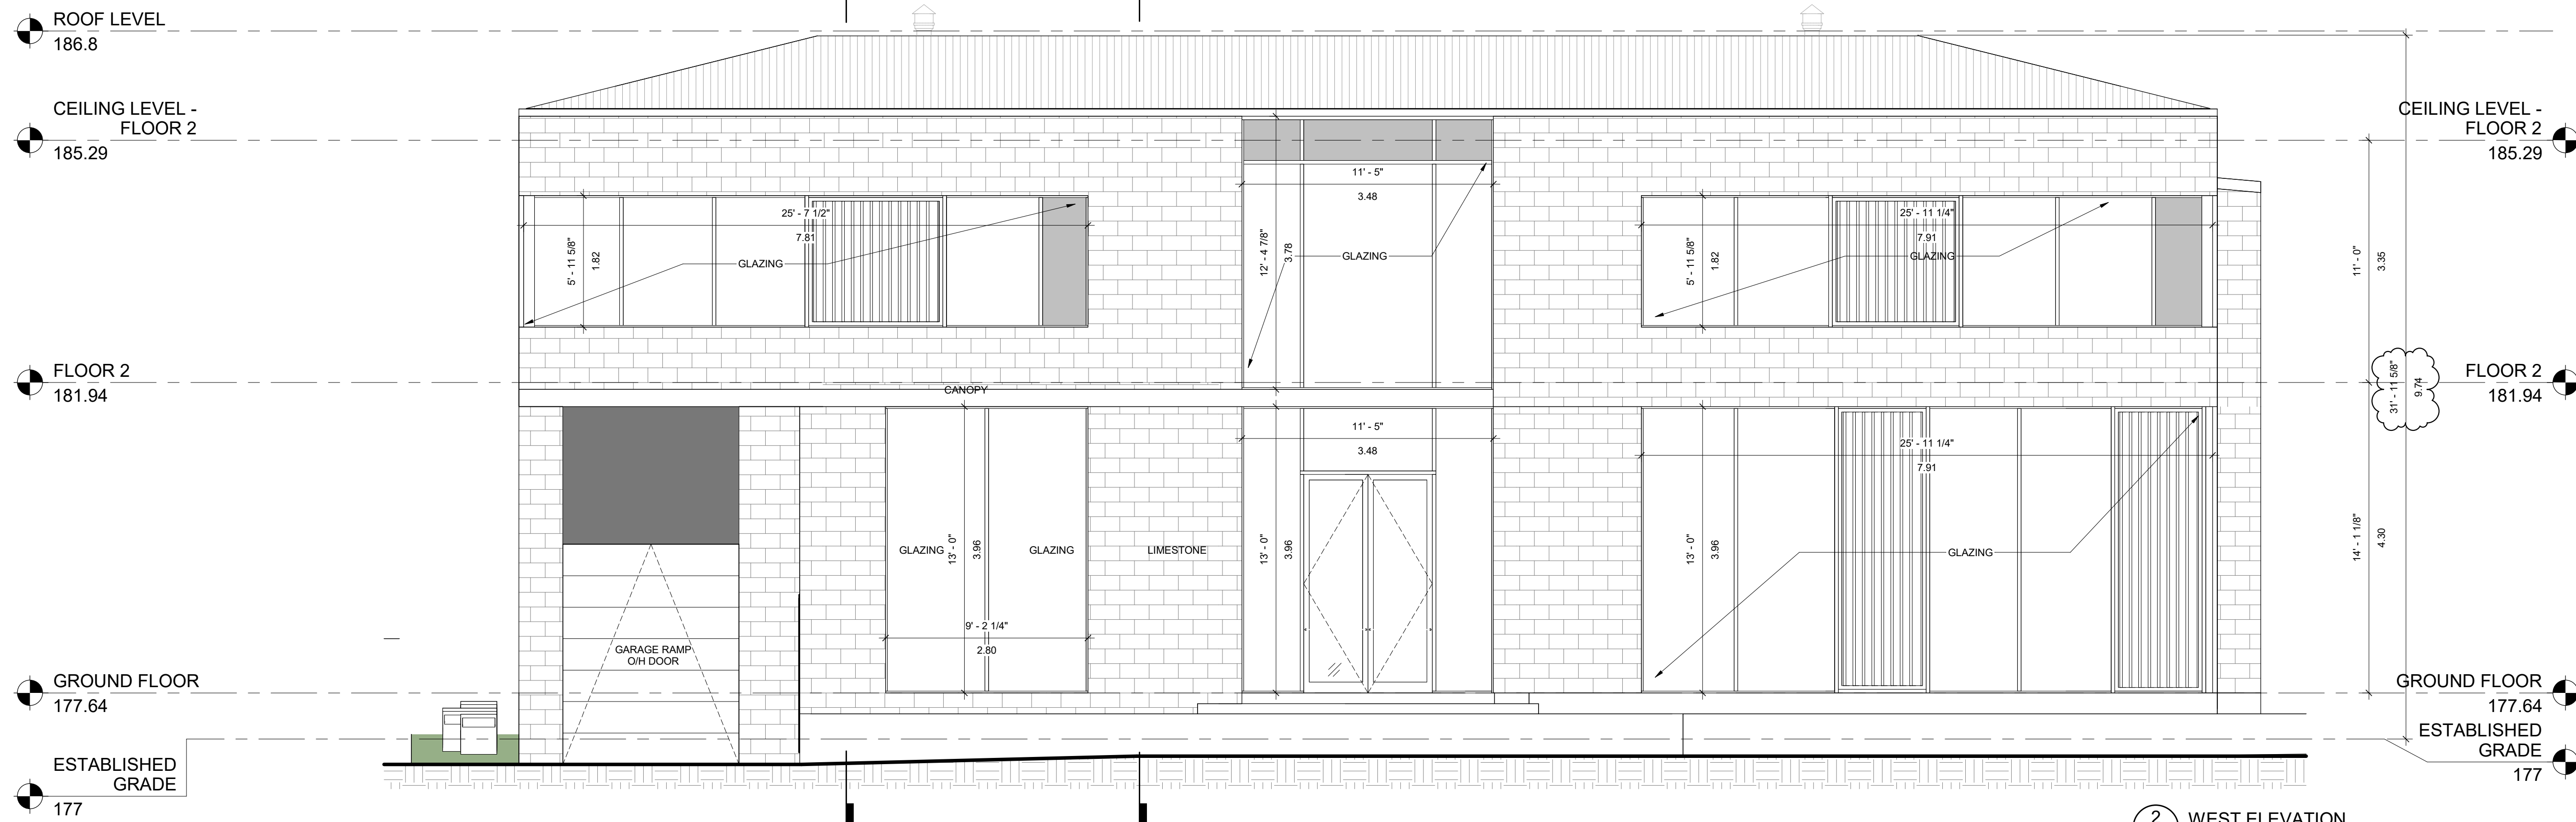 ROOF LEVEL
186.8
CEILING LEVEL -
FLOOR 2
185.29
CEILING LEVEL -
FLOOR 2
185.29
11' - 5"
3.48
25' - 7 1/2"
7.81
GLAZING
5' - 11 5/8"
1.82
12' - 4 7/8"
3.78
GLAZING
25' - 11 1/4"
7.91
GLAZING
5' - 11 5/8"
1.82
11' - 0"
3.35
FLOOR 2
181.94
CANOPY
31' - 11 5/8"
9.74
FLOOR 2
181.94
11' - 5"
3.48
25' - 11 1/4"
7.91
GLAZING
13' - 0"
3.96
GLAZING
LIMESTONE
13' - 0"
3.96
13' - 0"
3.96
GLAZING
14' - 1 1/8"
4.30
9' - 2 1/4"
2.80
GARAGE RAMP
O/H DOOR
GROUND FLOOR
177.64
GROUND FLOOR
177.64
ESTABLISHED
GRADE
177
ESTABLISHED
GRADE
177
2
WEST ELEVATION